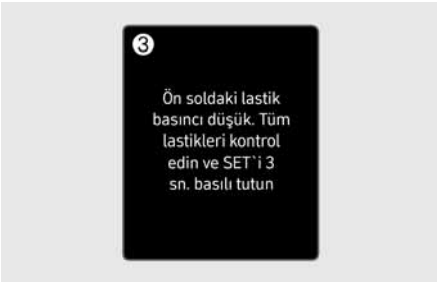 3
Ön soldaki lastik
basıncı düşük. Tüm
lastikleri kontrol
edin ve SET`i 3
sn. basılı tutun